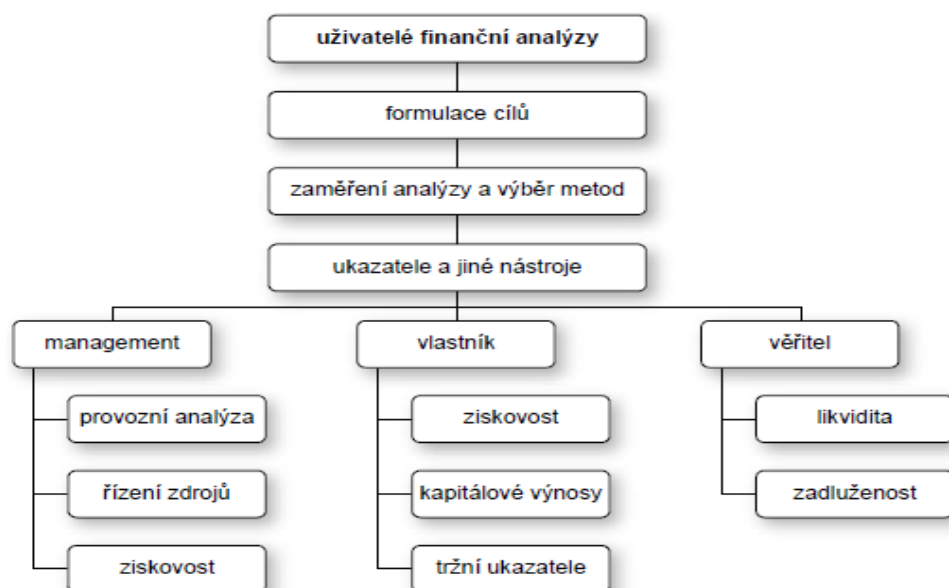 uživatelé finanční analýzy
formulace cílů
zaměření analýzy a výběr metod
ukazatele a jiné nástroje
management
vlastník
věřitel
provozní analýza
ziskovost
likvidita
řízení zdrojů
kapitálové výnosy
zadluženost
ziskovost
tržní ukazatele